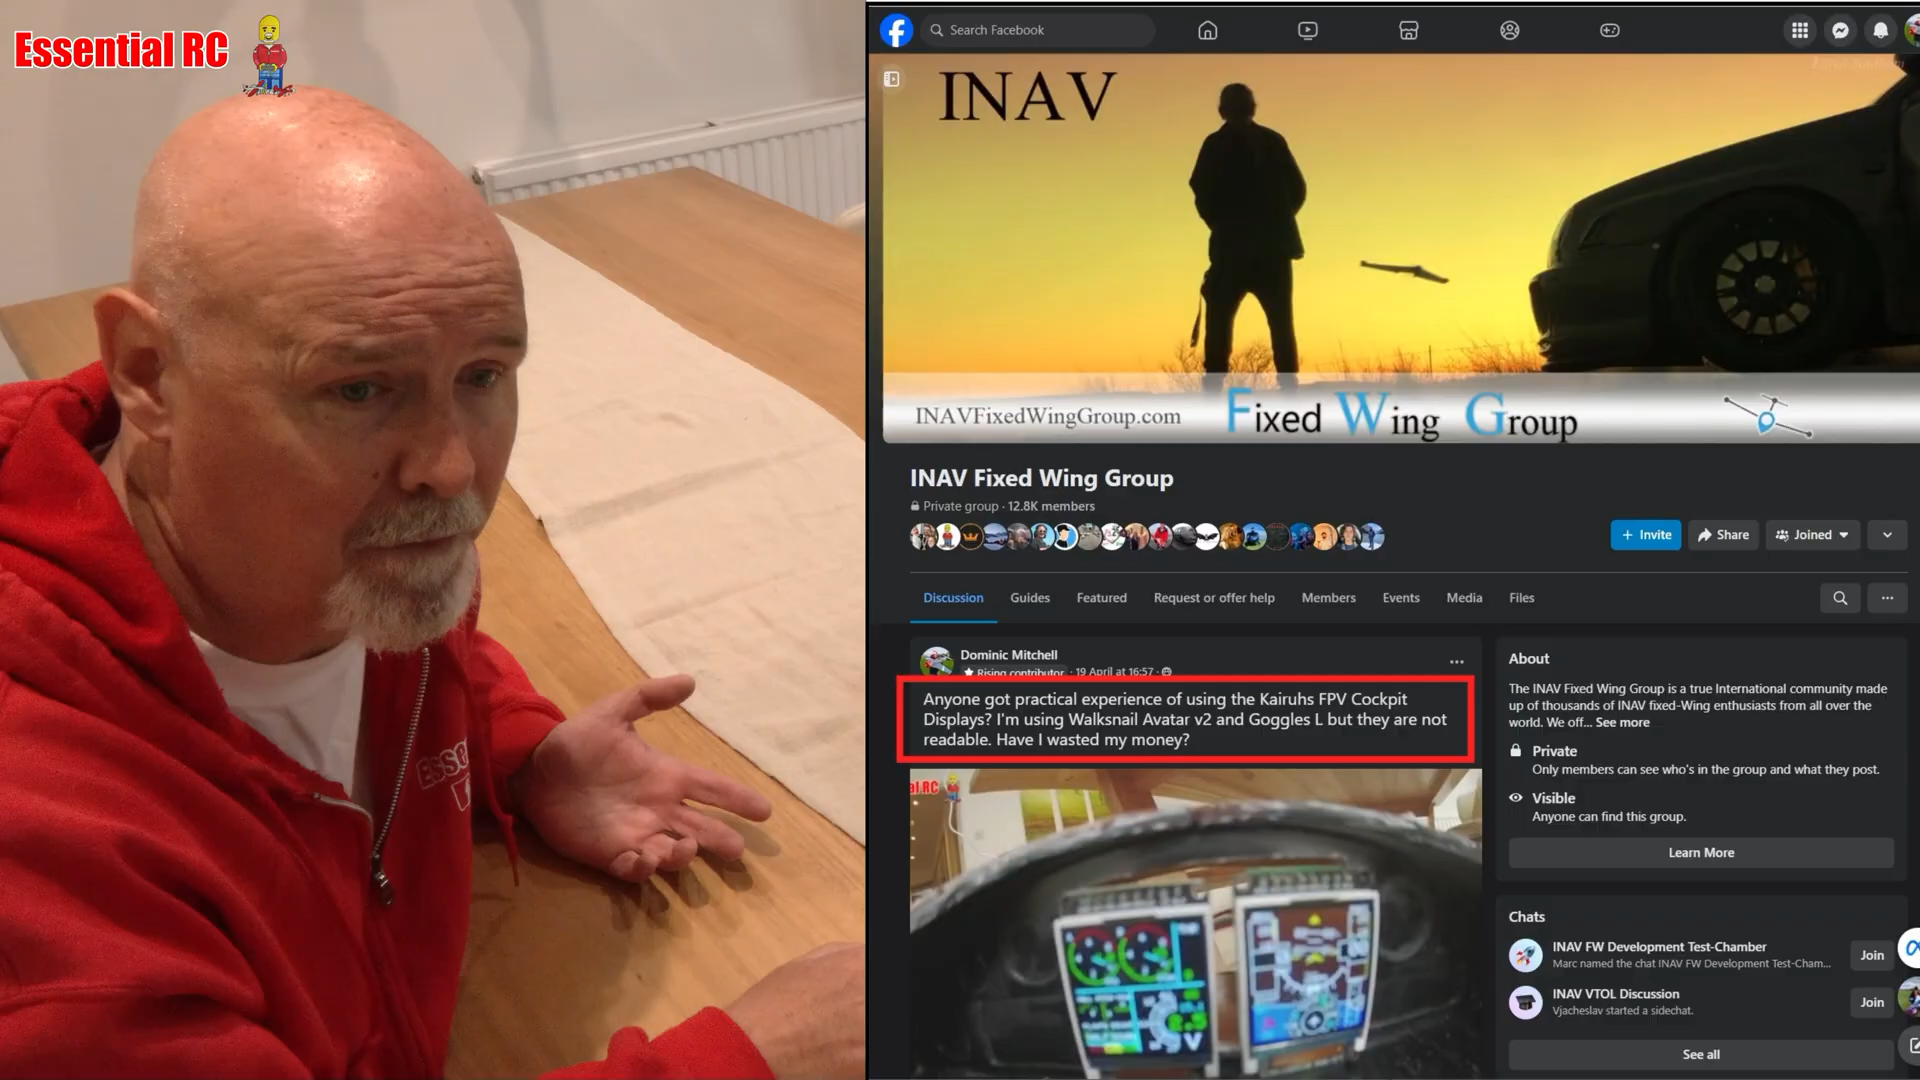 Essential RC
Search Facebook
INAV
INAVFixedWingGroup.com
Fixed Wing Group
INAV Fixed Wing Group
Private group · 12.8K members
+ Invite
Share
Joined
Discussion
Guides
Featured
Request or offer help
Members
Events
Media
Files
Dominic Mitchell
Rising contributor · 19 April at 16:57 ·
Anyone got practical experience of using the Kairuhs FPV Cockpit
Displays? I'm using Walksnail Avatar v2 and Goggles L but they are not
readable. Have I wasted my money?
al RC
2.5
V
About
The INAV Fixed Wing Group is a true International community made
up of thousands of INAV fixed-Wing enthusiasts from all over the
world. We off... See more
Private
Only members can see who's in the group and what they post.
Visible
Anyone can find this group.
Learn More
Chats
INAV FW Development Test-Chamber
Marc named the chat INAV FW Development Test-Cham...
Join
INAV VTOL Discussion
Vjacheslav started a sidechat.
Join
See all